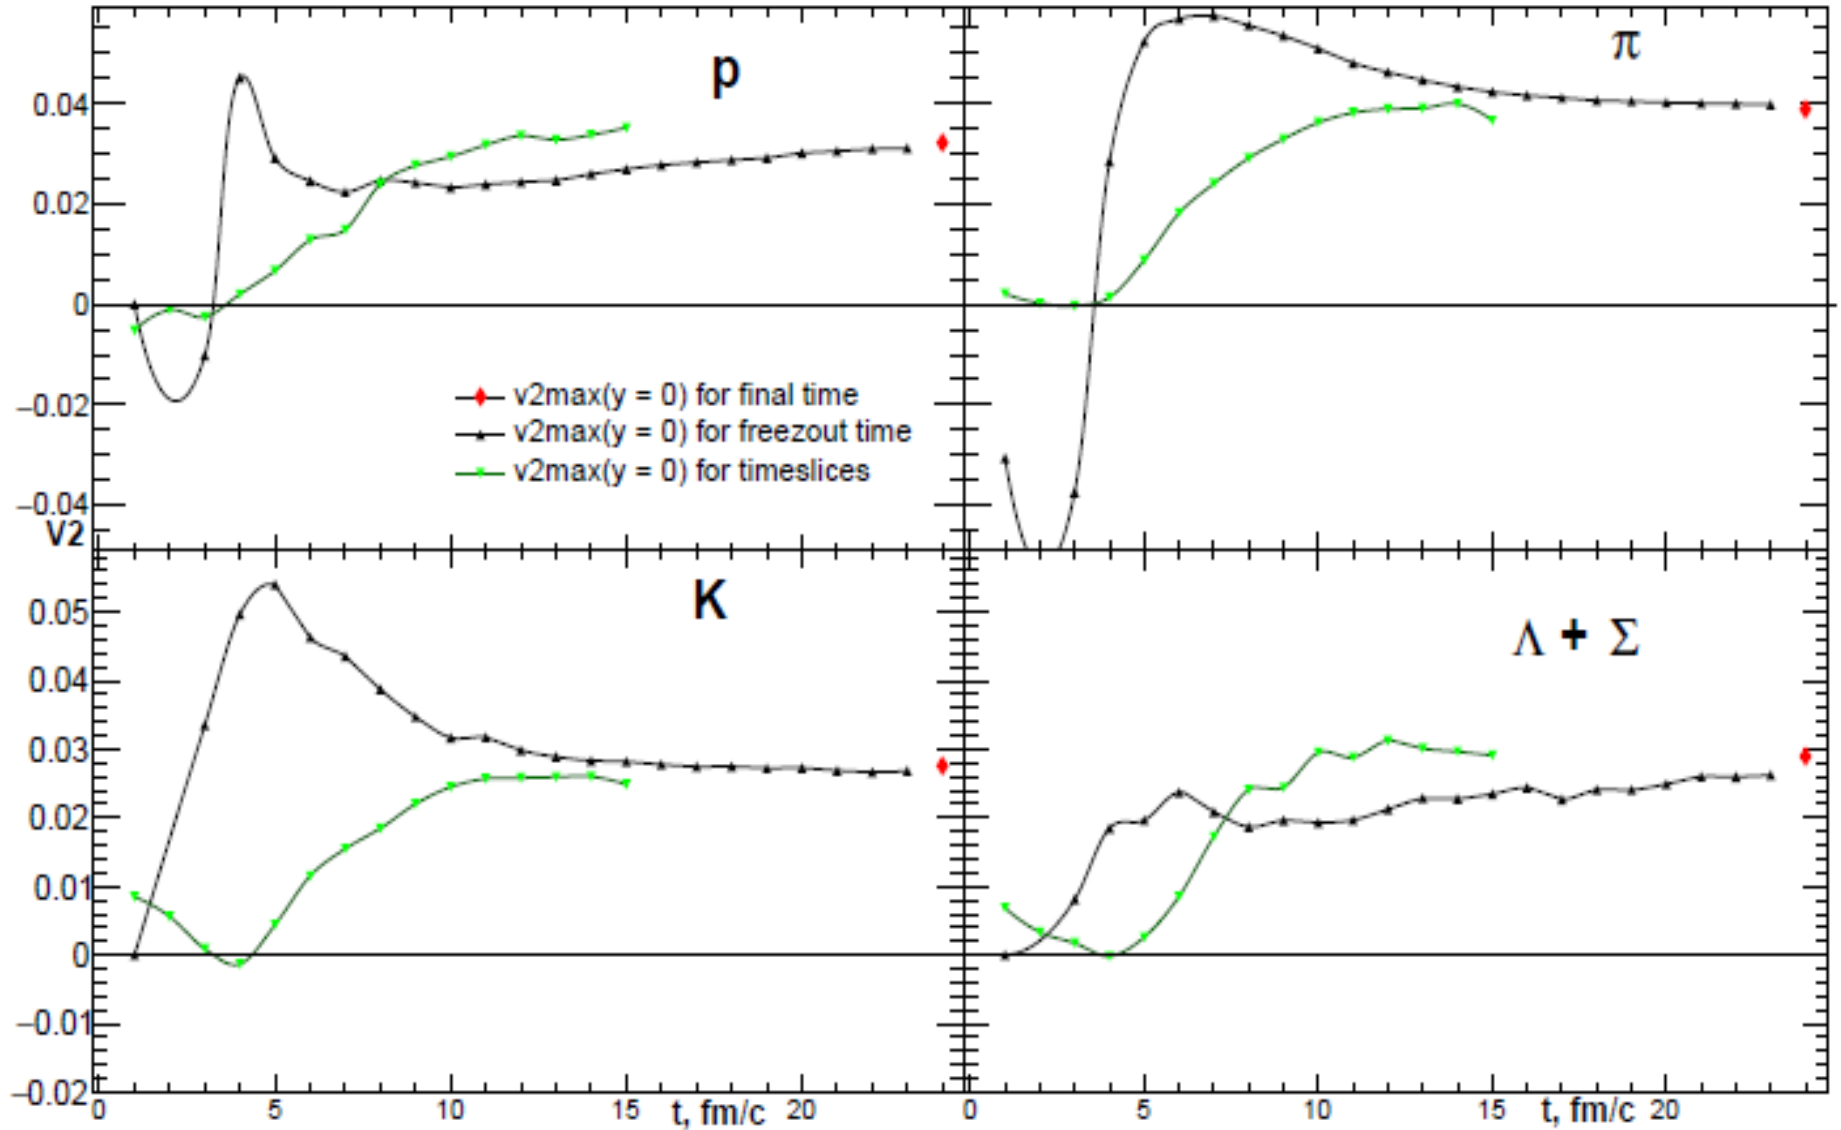 p
π
0.04
0.02
0
−0.02
−0.04
V2
v2max(y = 0) for final time
v2max(y = 0) for freezout time
v2max(y = 0) for timeslices
K
Λ + Σ
0.05
0.04
0.03
0.02
0.01
0
−0.01
−0.02
0 5 10 15 t, fm/c 20
0 5 10 15 t, fm/c 20